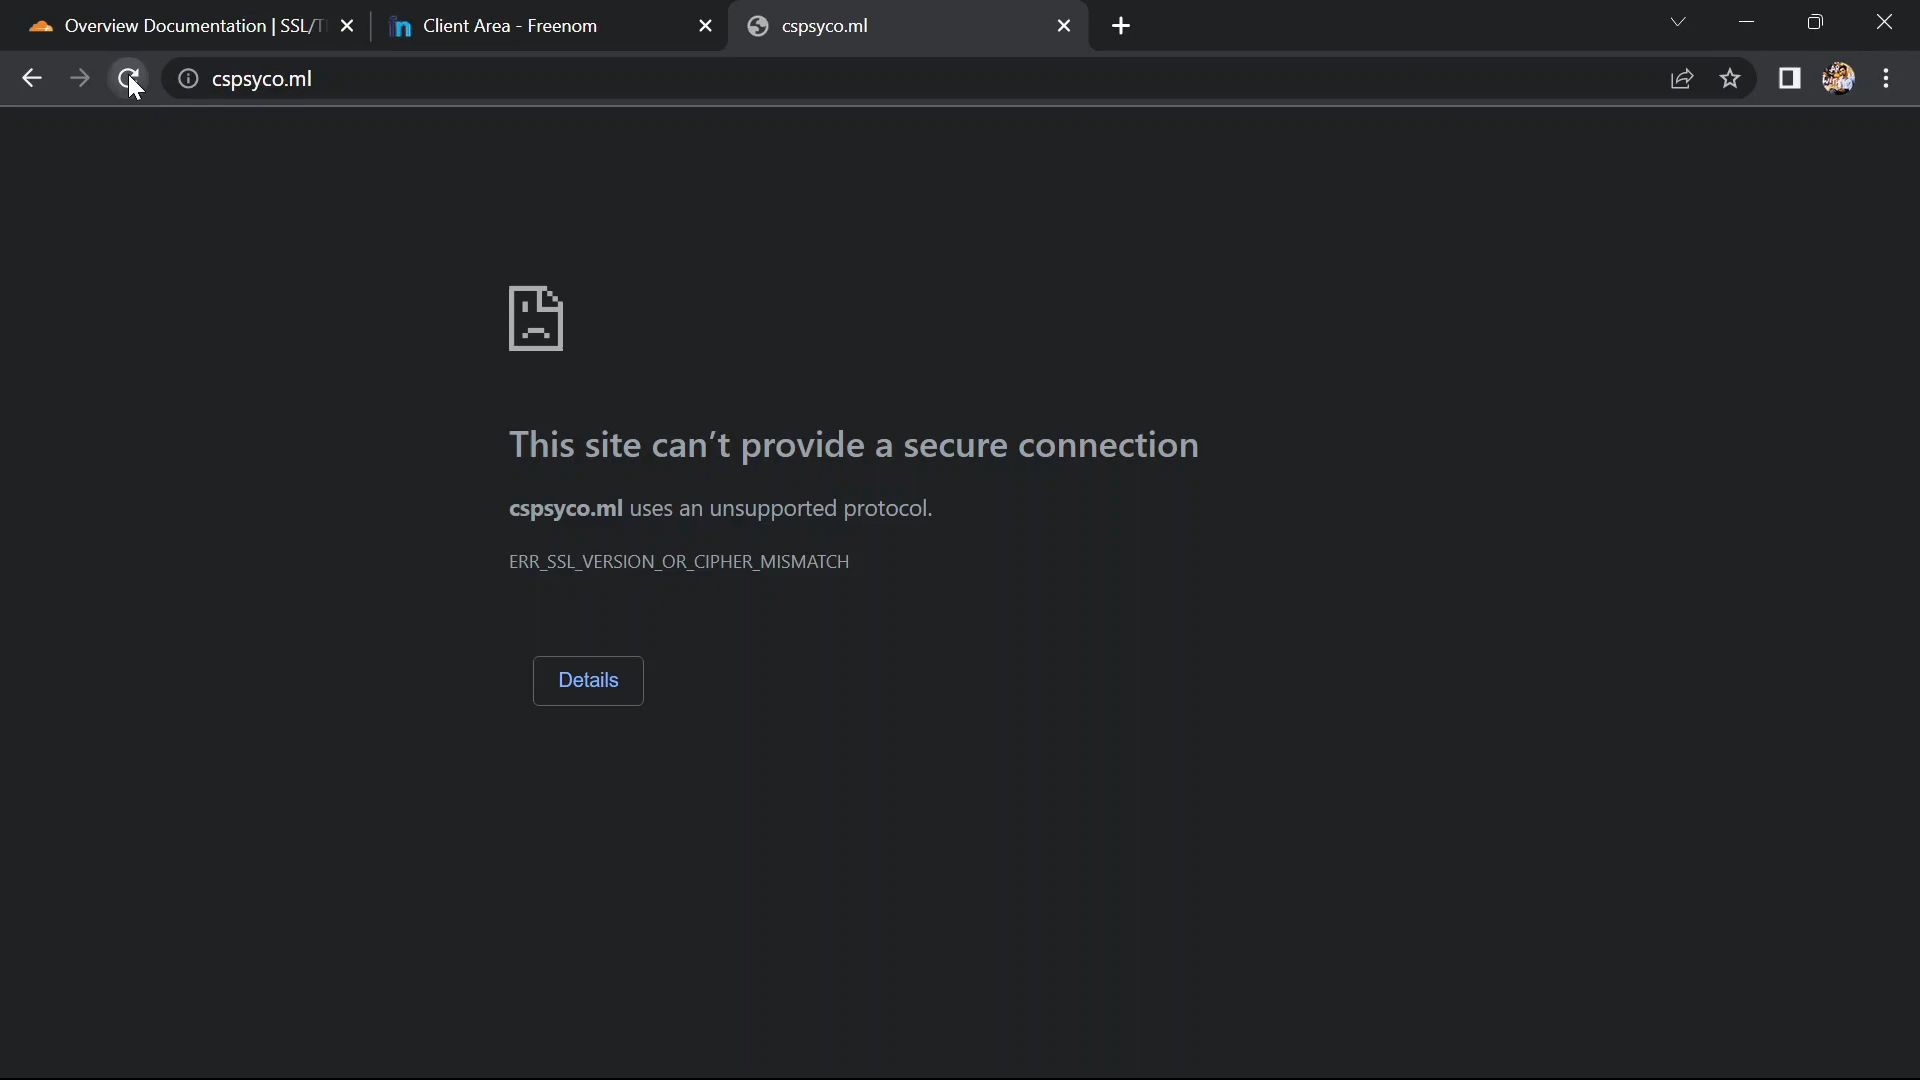 Overview Documentation | SSL/T
Client Area - Freenom
cspsyco.ml
cspsyco.ml
This site can't provide a secure connection
cspsyco.ml uses an unsupported protocol.
ERR_SSL_VERSION_OR_CIPHER_MISMATCH
Details